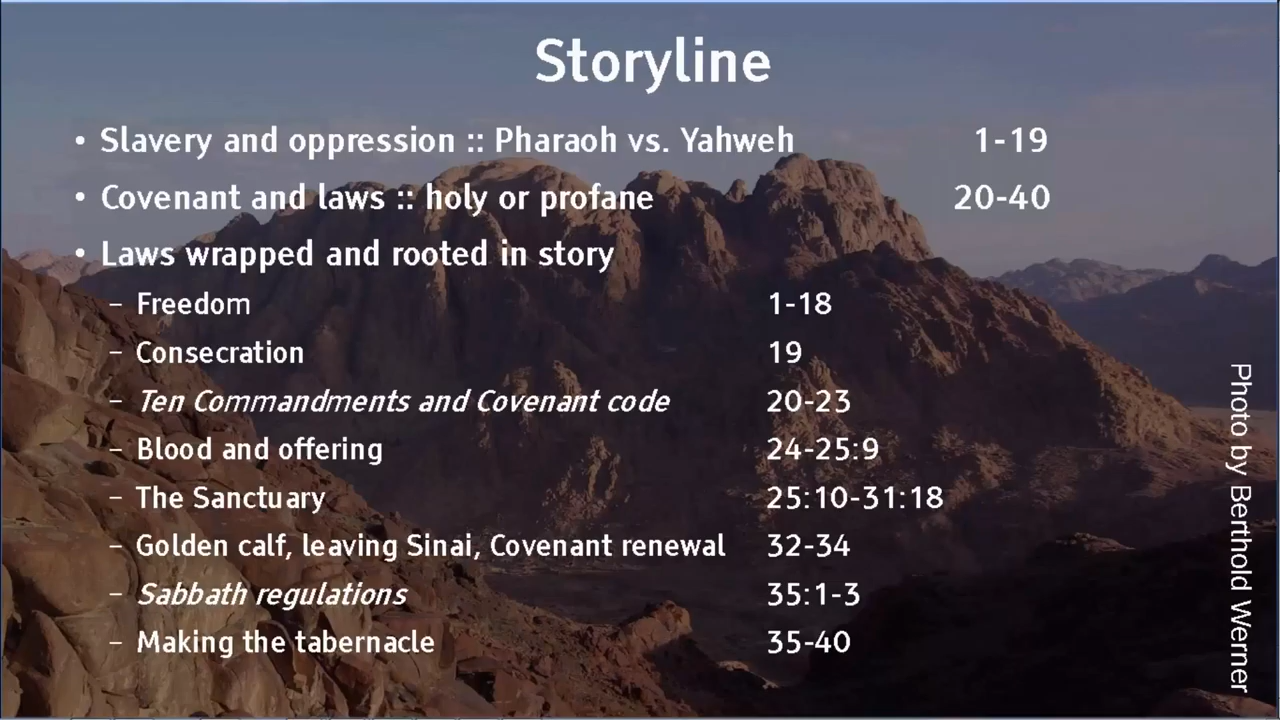 Storyline
• Slavery and oppression :: Pharaoh vs. Yahweh 1-19
• Covenant and laws :: holy or profane 20-40
• Laws wrapped and rooted in story
– Freedom 1-18
– Consecration 19
– Ten Commandments and Covenant code 20-23
– Blood and offering 24-25:9
– The Sanctuary 25:10-31:18
– Golden calf, leaving Sinai, Covenant renewal 32-34
– Sabbath regulations 35:1-3
– Making the tabernacle 35-40
Photo by Berthold Werner